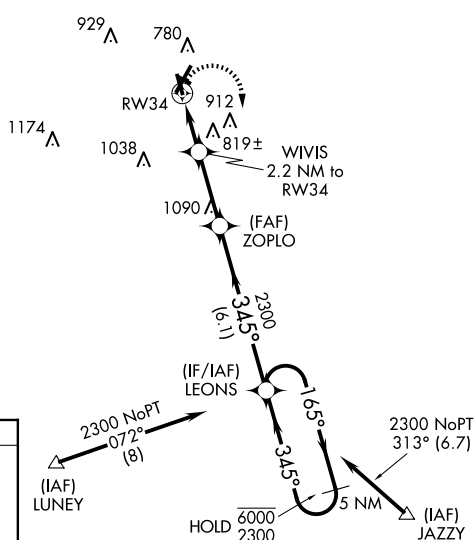 929
780
RW34
912
1174
1038
819±
WIVIS
2.2 NM to
RW34
1090
(FAF)
ZOPLO
2300
345°
(6.1)
(IF/IAF)
LEONS
165°
2300 NoPT
072°
(8)
2300 NoPT
313° (6.7)
345°
(IAF)
LUNEY
HOLD 6000
2300
5 NM
(IAF)
JAZZY